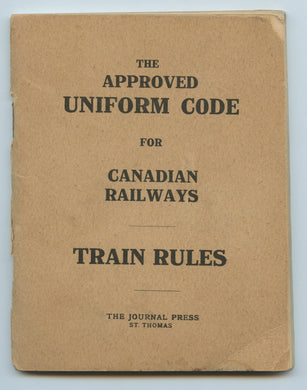 THE
APPROVED
UNIFORM CODE
FOR
CANADIAN
RAILWAYS
TRAIN RULES
THE JOURNAL PRESS
ST. THOMAS